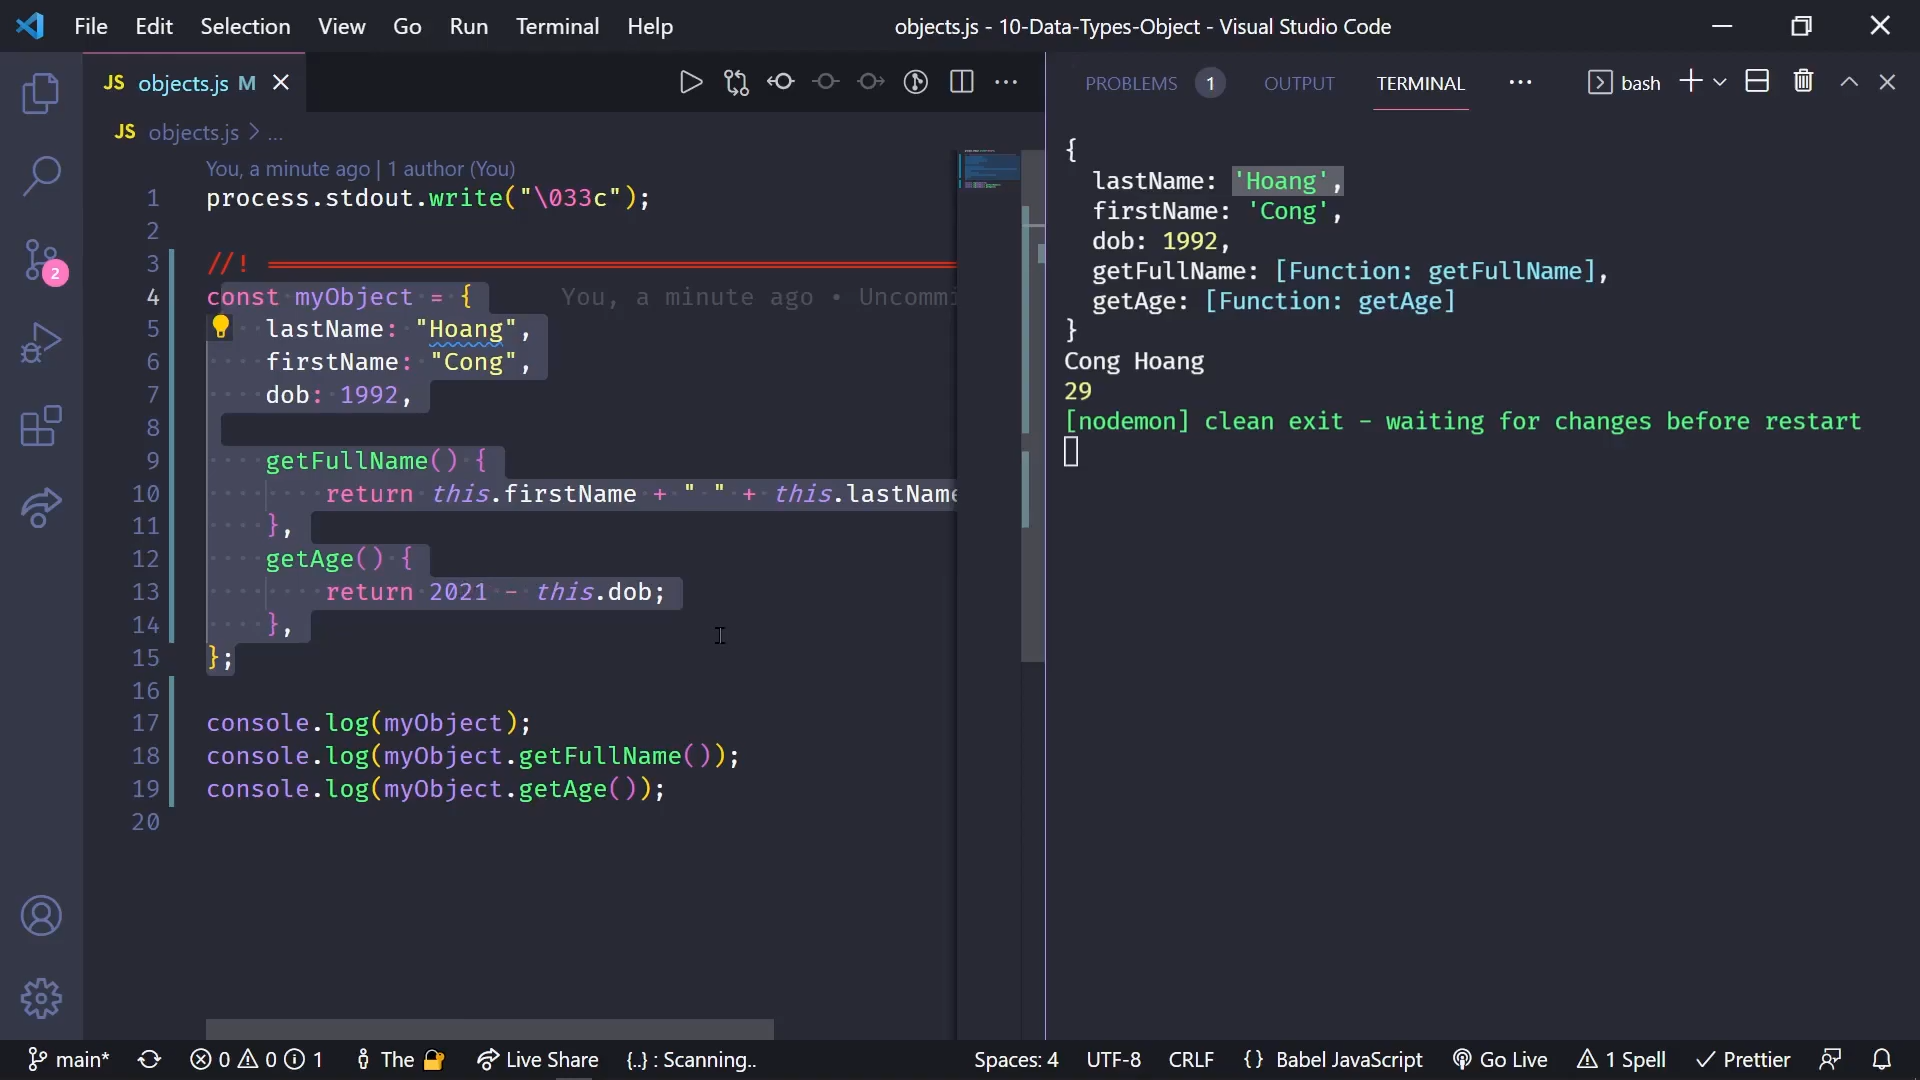 File Edit Selection View Go Run Terminal Help
objects.js - 10-Data-Types-Object - Visual Studio Code
JS objects.js M
PROBLEMS 1 OUTPUT TERMINAL ... bash
JS objects.js > ...
You, a minute ago | 1 author (You)
1 process.stdout.write("\033c");
2
3 //! ══════════════════════════════
4 const myObject = { You, a minute ago • Uncommi
5 lastName: "Hoang",
6 firstName: "Cong",
7 dob: 1992,
8
9 getFullName() {
10 return this.firstName + " " + this.lastName
11 },
12 getAge() {
13 return 2021 - this.dob;
14 },
15 };
16
17 console.log(myObject);
18 console.log(myObject.getFullName());
19 console.log(myObject.getAge());
20
{
lastName: 'Hoang',
firstName: 'Cong',
dob: 1992,
getFullName: [Function: getFullName],
getAge: [Function: getAge]
}
Cong Hoang
29
[nodemon] clean exit - waiting for changes before restart
2
main* 0 0 1 The Live Share {..} : Scanning.. Spaces: 4 UTF-8 CRLF {} Babel JavaScript Go Live 1 Spell Prettier